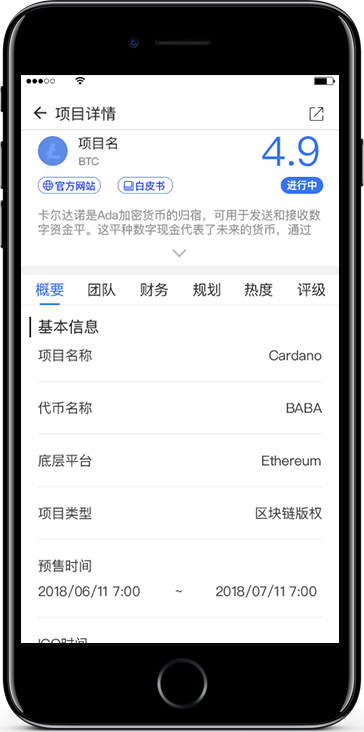 项目详情
项目名
4.9
BTC
官方网站
白皮书
进行中
卡尔达诺是Ada加密货币的归宿，可用于发送和接收数
字资金平。这平种数字现金代表了未来的货币，通过
概要 团队 财务 规划 热度 评级
基本信息
项目名称 Cardano
代币名称 BABA
底层平台 Ethereum
项目类型 区块链版权
预售时间
2018/06/11 7:00 ~ 2018/07/11 7:00
ICO时间